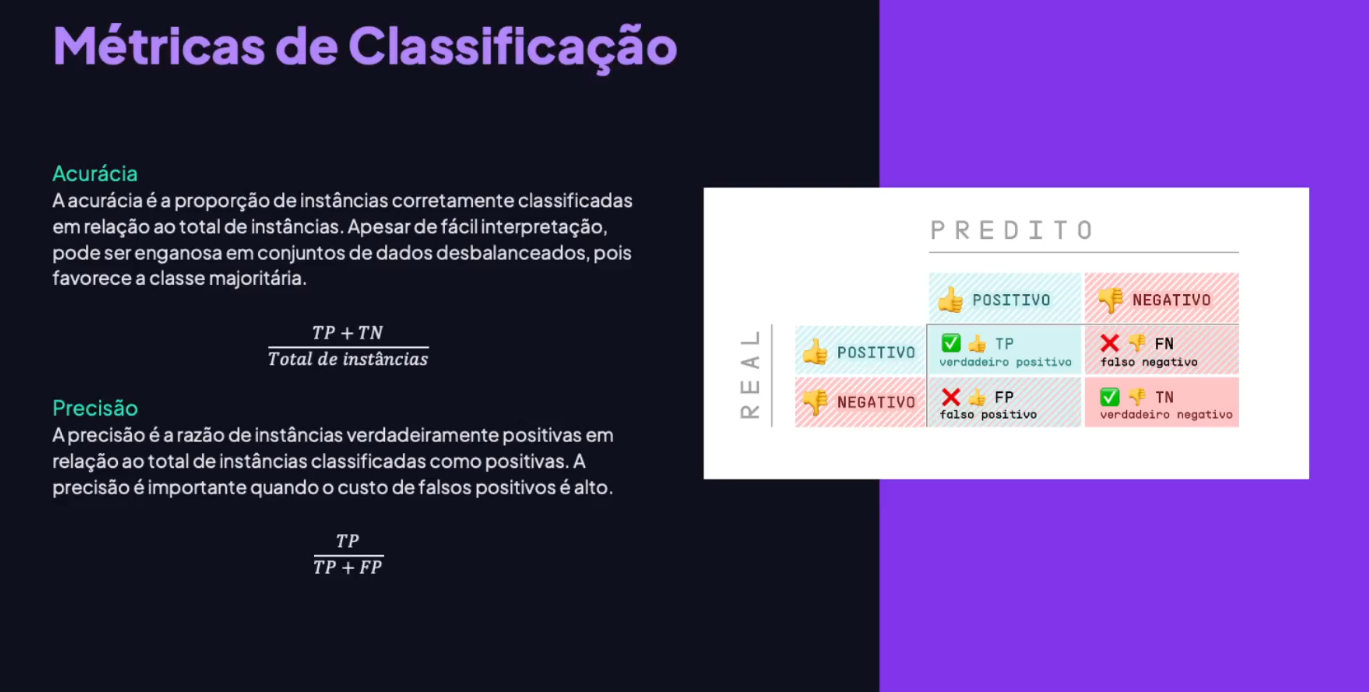 Métricas de Classificação
Acurácia
A acurácia é a proporção de instâncias corretamente classificadas
em relação ao total de instâncias. Apesar de fácil interpretação,
pode ser enganosa em conjuntos de dados desbalanceados, pois
favorece a classe majoritária.
TP + TN
Total de instâncias
Precisão
A precisão é a razão de instâncias verdadeiramente positivas em
relação ao total de instâncias classificadas como positivas. A
precisão é importante quando o custo de falsos positivos é alto.
TP
TP + FP
PREDITO
👍 POSITIVO 👎 NEGATIVO
REAL
👍 POSITIVO ✅ 👍 TP ❌ 👎 FN
verdadeiro positivo falso negativo
👎 NEGATIVO ❌ 👍 FP ✅ 👎 TN
falso positivo verdadeiro negativo